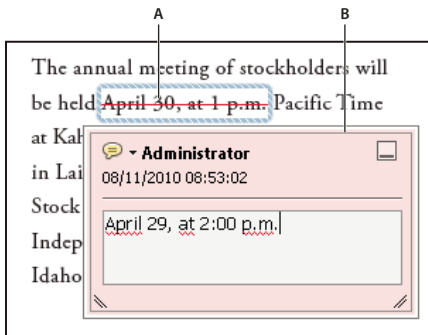 A B
The annual meeting of stockholders will
be held April 30, at 1 p.m. Pacific Time
at Kah
in Lai
Stock
Indep
Idaho
Administrator
08/11/2010 08:53:02
April 29, at 2:00 p.m.